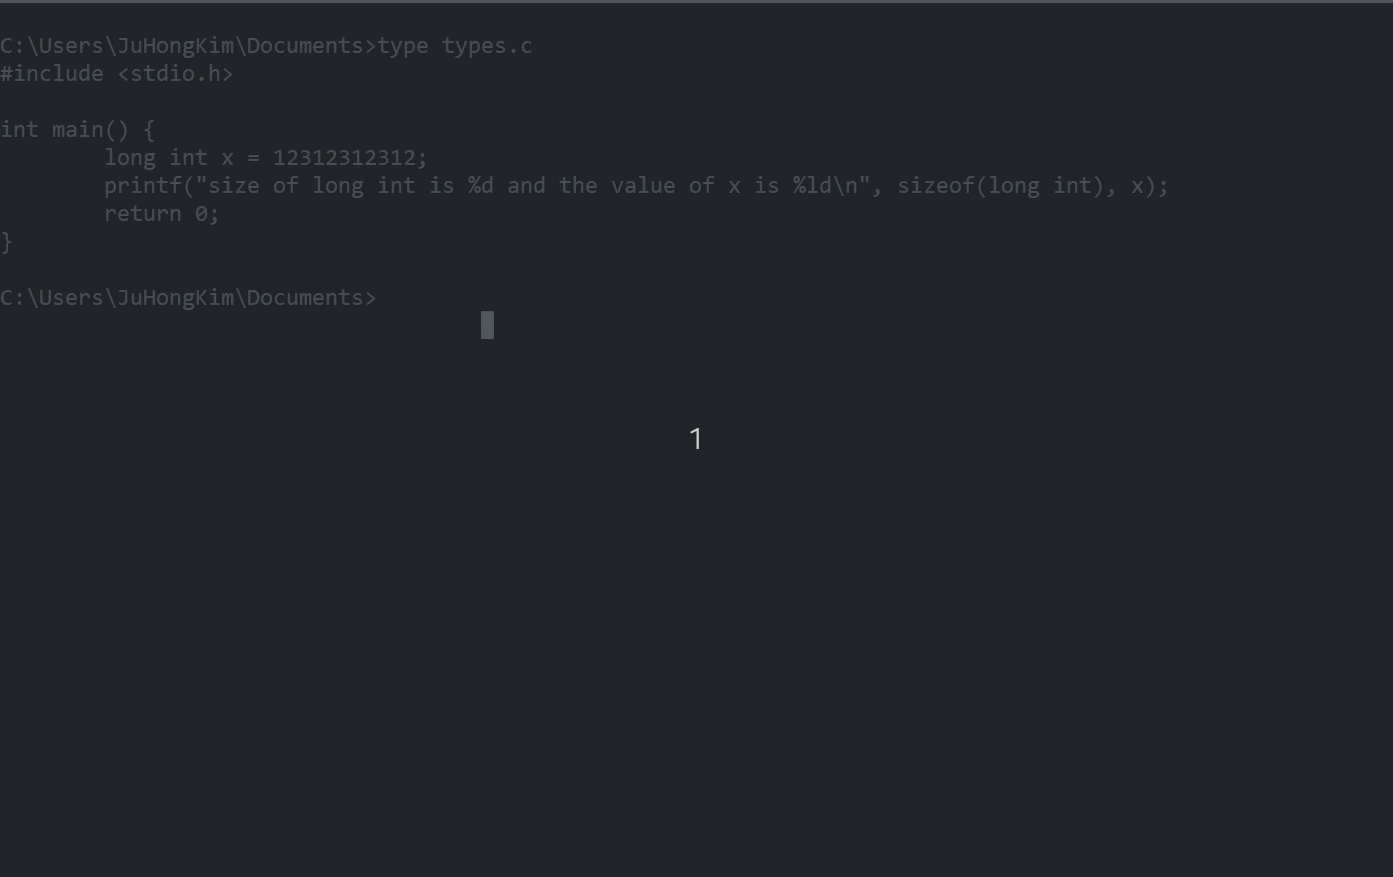 C:\Users\JuHongKim\Documents>type types.c
#include <stdio.h>
int main() {
long int x = 12312312312;
printf("size of long int is %d and the value of x is %ld\n", sizeof(long int), x);
return 0;
}
C:\Users\JuHongKim\Documents>
1